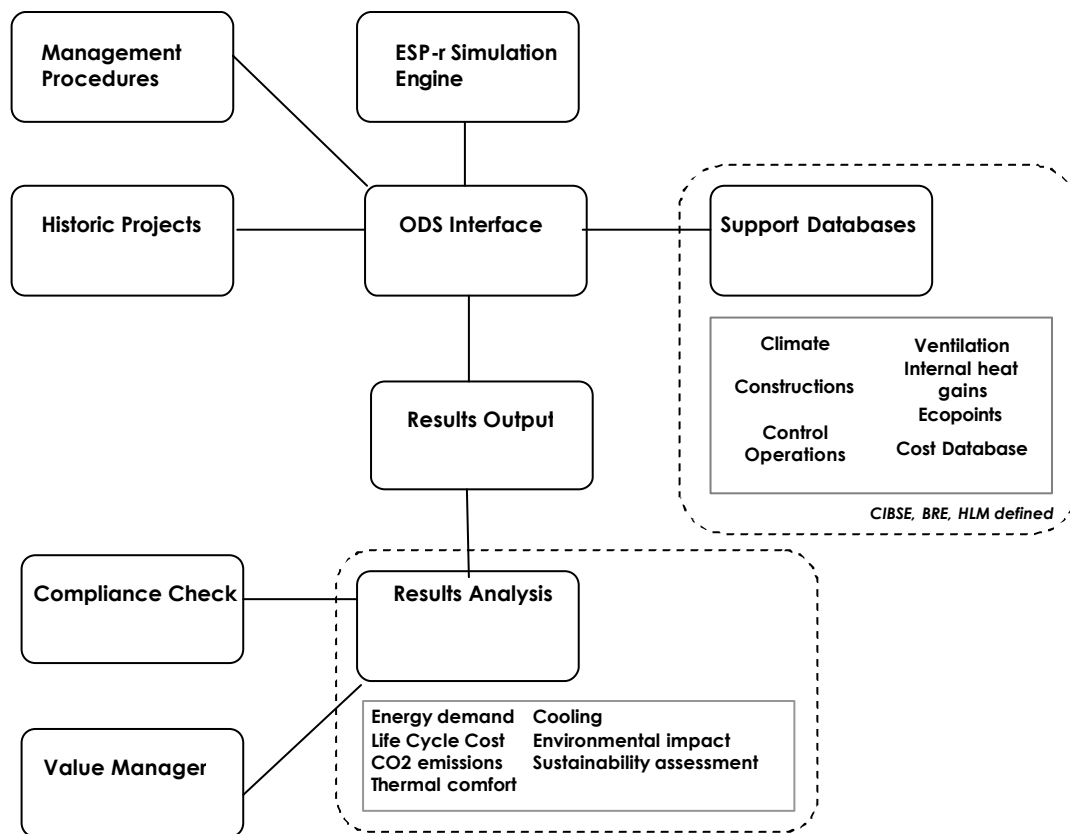 Management
Procedures
ESP-r Simulation
Engine
Historic Projects
ODS Interface
Support Databases
Climate
Constructions
Control
Operations
Ventilation
Internal heat
gains
Ecopoints
Cost Database
CIBSE, BRE, HLM defined
Results Output
Compliance Check
Results Analysis
Energy demand
Life Cycle Cost
CO2 emissions
Thermal comfort
Cooling
Environmental impact
Sustainability assessment
Value Manager